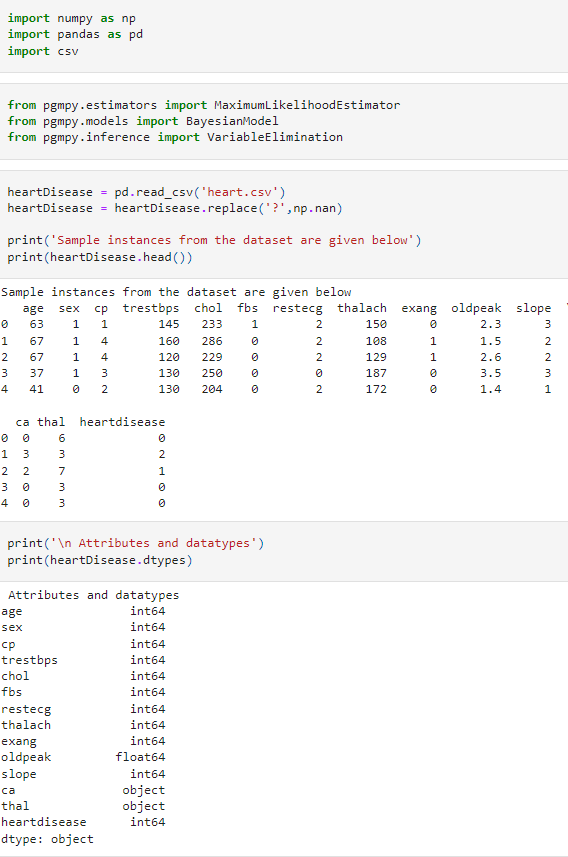 import numpy as np
import pandas as pd
import csv
from pgmpy.estimators import MaximumLikelihoodEstimator
from pgmpy.models import BayesianModel
from pgmpy.inference import VariableElimination
heartDisease = pd.read_csv('heart.csv')
heartDisease = heartDisease.replace('?',np.nan)
print('Sample instances from the dataset are given below')
print(heartDisease.head())
Sample instances from the dataset are given below
age sex cp trestbps chol fbs restecg thalach exang oldpeak slope \
0 63 1 1 145 233 1 2 150 0 2.3 3
1 67 1 4 160 286 0 2 108 1 1.5 2
2 67 1 4 120 229 0 2 129 1 2.6 2
3 37 1 3 130 250 0 0 187 0 3.5 3
4 41 0 2 130 204 0 2 172 0 1.4 1
ca thal heartdisease
0 0 6 0
1 3 3 2
2 2 7 1
3 0 3 0
4 0 3 0
print('\n Attributes and datatypes')
print(heartDisease.dtypes)
Attributes and datatypes
age int64
sex int64
cp int64
trestbps int64
chol int64
fbs int64
restecg int64
thalach int64
exang int64
oldpeak float64
slope int64
ca object
thal object
heartdisease int64
dtype: object